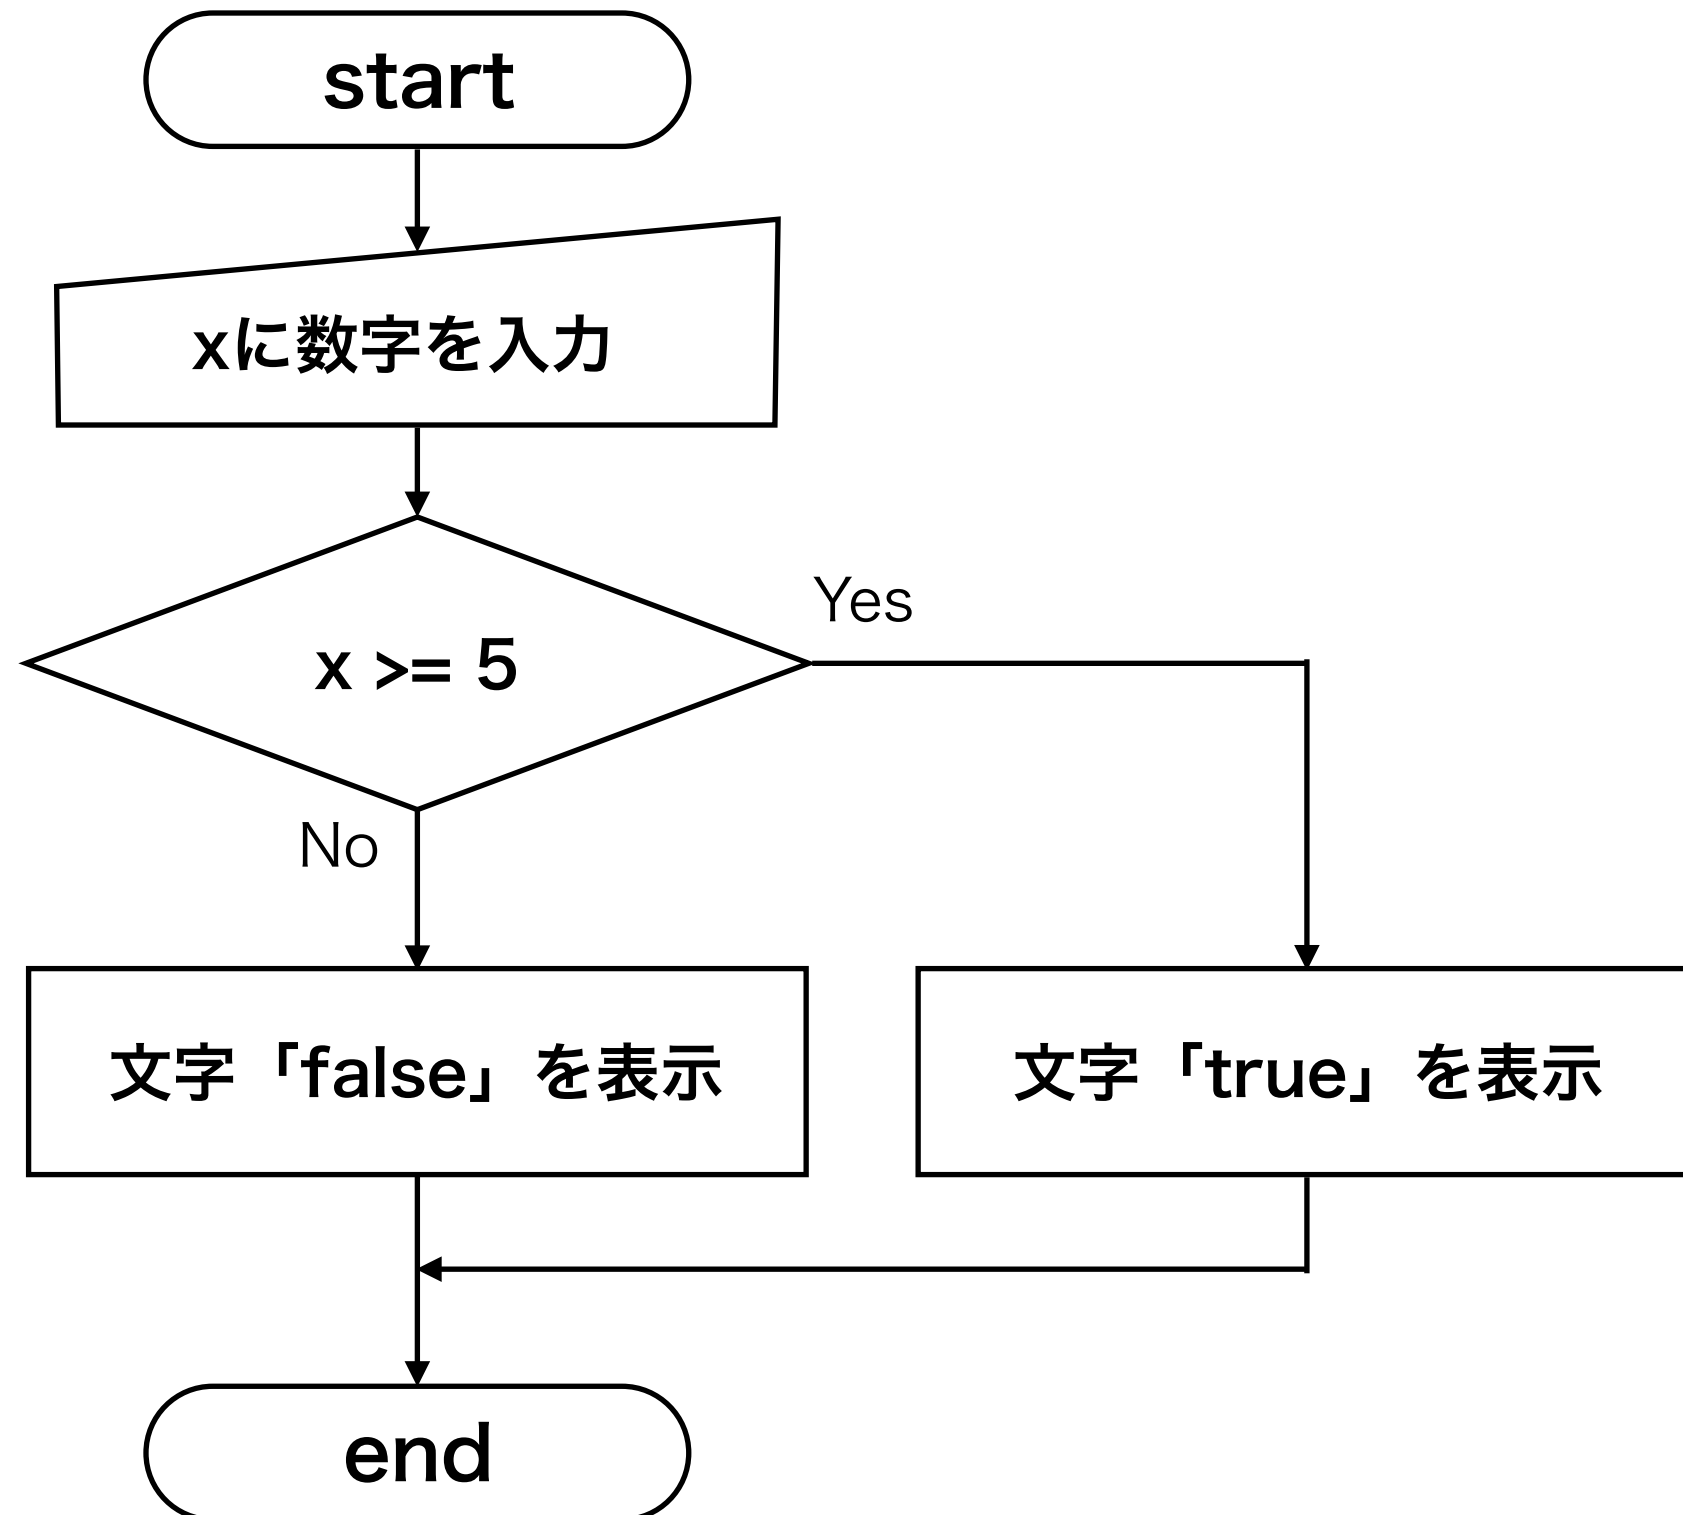 start
xに数字を入力
x >= 5
Yes
No
文字「false」を表示
文字「true」を表示
end